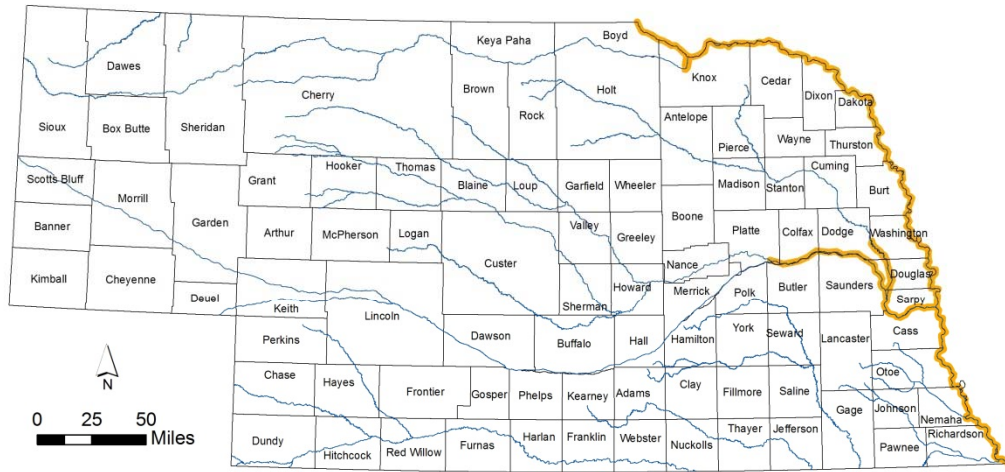 Keya Paha
Boyd
Dawes
Knox
Cedar
Cherry
Brown
Holt
Dixon
Dakota
Rock
Antelope
Sioux
Box Butte
Sheridan
Wayne
Thurston
Pierce
Cuming
Hooker
Thomas
Scotts Bluff
Grant
Blaine
Loup
Garfield
Wheeler
Madison
Stanton
Burt
Morrill
Garden
Boone
Banner
Arthur
McPherson
Logan
Valley
Greeley
Platte
Colfax
Dodge
Washington
Custer
Nance
Kimball
Cheyenne
Douglas
Deuel
Howard
Merrick
Polk
Butler
Saunders
Sarpy
Keith
Lincoln
Sherman
Perkins
Dawson
Buffalo
Hall
Hamilton
York
Seward
Lancaster
Cass
N
Chase
Hayes
Frontier
Gosper
Phelps
Kearney
Adams
Clay
Fillmore
Saline
Otoe
Gage
Johnson
Nemaha
0 25 50
Miles
Dundy
Hitchcock
Red Willow
Furnas
Harlan
Franklin
Webster
Nuckolls
Thayer
Jefferson
Pawnee
Richardson